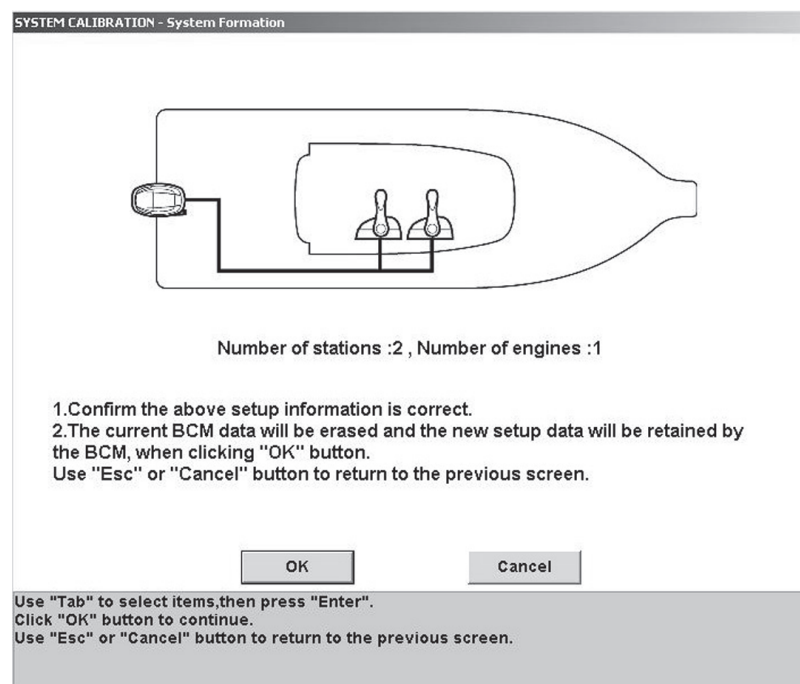 SYSTEM CALIBRATION - System Formation
Number of stations :2 , Number of engines :1
1.Confirm the above setup information is correct.
2.The current BCM data will be erased and the new setup data will be retained by
the BCM, when clicking "OK" button.
Use "Esc" or "Cancel" button to return to the previous screen.
OK
Cancel
Use "Tab" to select items,then press "Enter".
Click "OK" button to continue.
Use "Esc" or "Cancel" button to return to the previous screen.